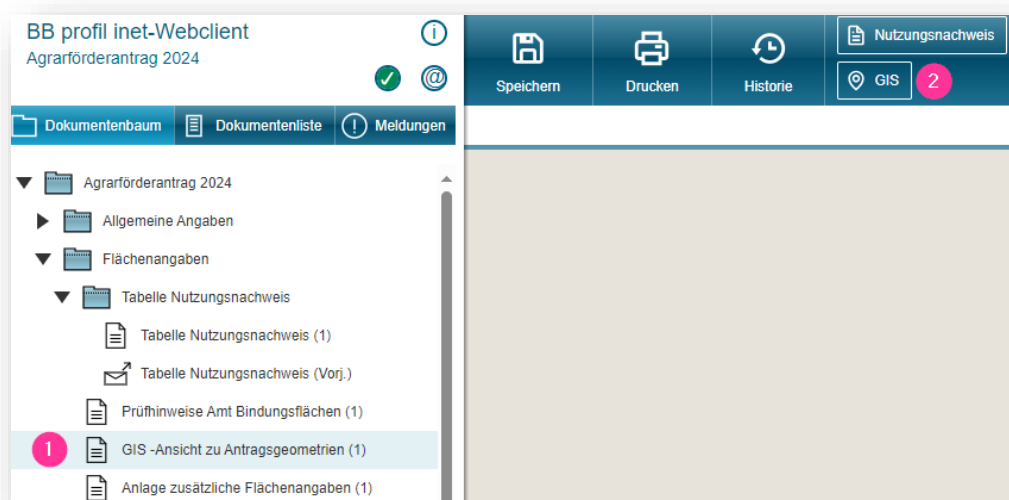 BB profil inet-Webclient
Agrarförderantrag 2024
Speichern
Drucken
Historie
Nutzungsnachweis
GIS
2
Dokumentenbaum
Dokumentenliste
Meldungen
Agrarförderantrag 2024
Allgemeine Angaben
Flächenangaben
Tabelle Nutzungsnachweis
Tabelle Nutzungsnachweis (1)
Tabelle Nutzungsnachweis (Vorj.)
Prüfhinweise Amt Bindungsflächen (1)
1
GIS -Ansicht zu Antragsgeometrien (1)
Anlage zusätzliche Flächenangaben (1)